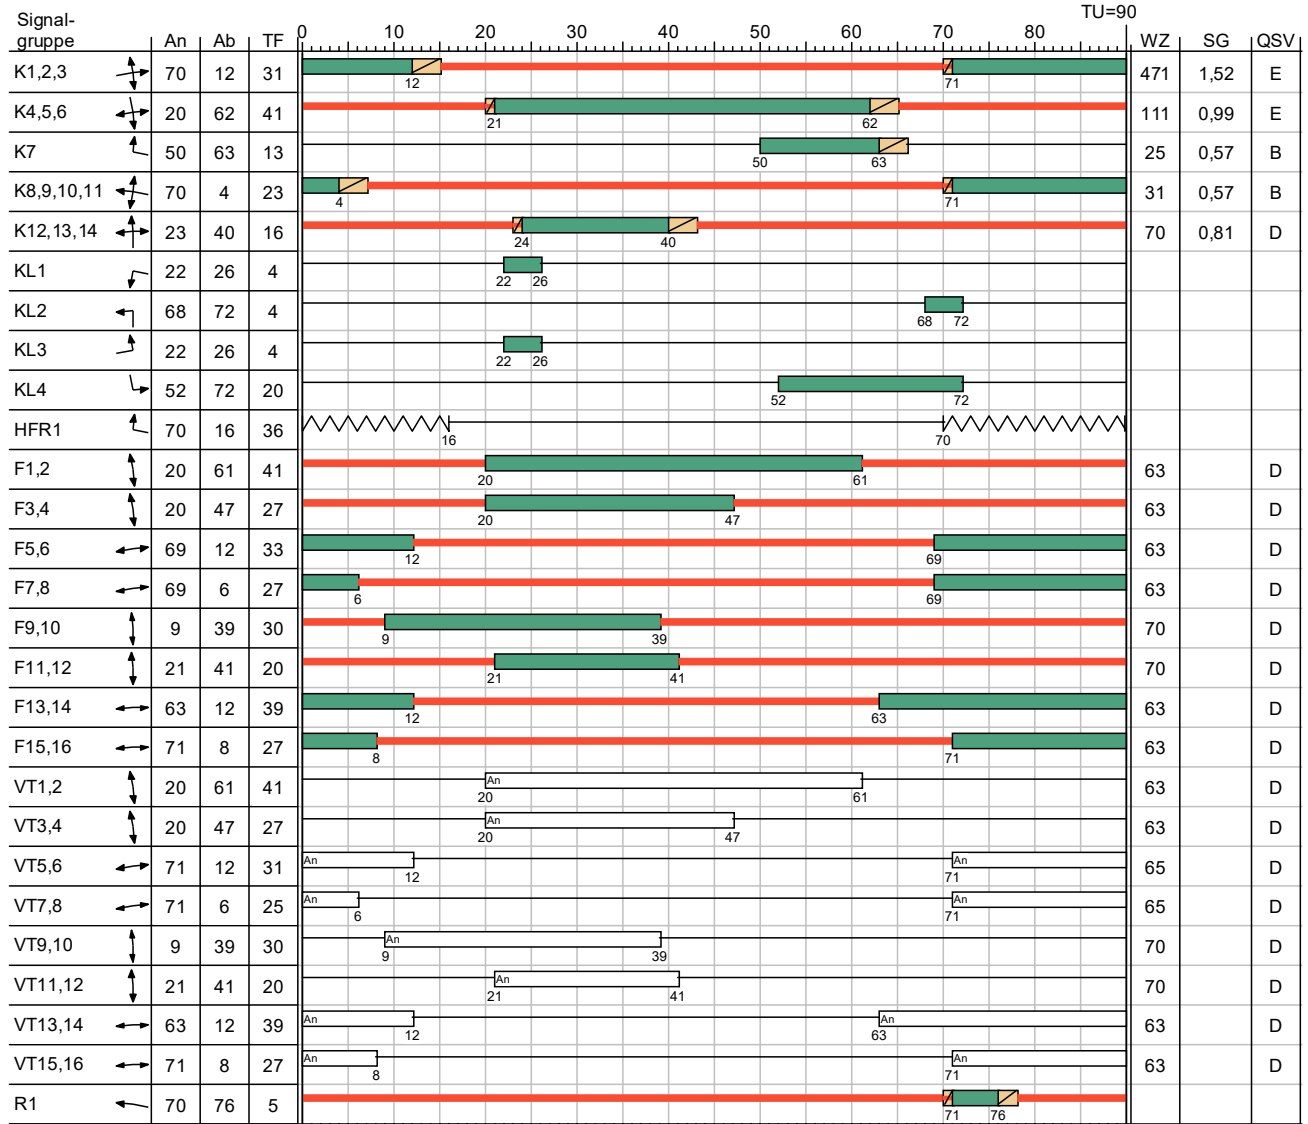 TU=90
Signal-
gruppe An Ab TF 0 10 20 30 40 50 60 70 80 WZ SG QSV
K1,2,3 70 12 31 12 71 471 1,52 E
K4,5,6 20 62 41 21 62 111 0,99 E
K7 50 63 13 50 63 25 0,57 B
K8,9,10,11 70 4 23 4 71 31 0,57 B
K12,13,14 23 40 16 24 40 70 0,81 D
KL1 22 26 4 22 26
KL2 68 72 4 68 72
KL3 22 26 4 22 26
KL4 52 72 20 52 72
HFR1 70 16 36 16 70
F1,2 20 61 41 20 61 63 D
F3,4 20 47 27 20 47 63 D
F5,6 69 12 33 12 69 63 D
F7,8 69 6 27 6 69 63 D
F9,10 9 39 30 9 39 70 D
F11,12 21 41 20 21 41 70 D
F13,14 63 12 39 12 63 63 D
F15,16 71 8 27 8 71 63 D
VT1,2 20 61 41 An 20 61 63 D
VT3,4 20 47 27 An 20 47 63 D
VT5,6 71 12 31 An 12 An 71 65 D
VT7,8 71 6 25 An 6 An 71 65 D
VT9,10 9 39 30 An 9 39 70 D
VT11,12 21 41 20 An 21 41 70 D
VT13,14 63 12 39 An 12 An 63 63 D
VT15,16 71 8 27 An 8 An 71 63 D
R1 70 76 5 71 76